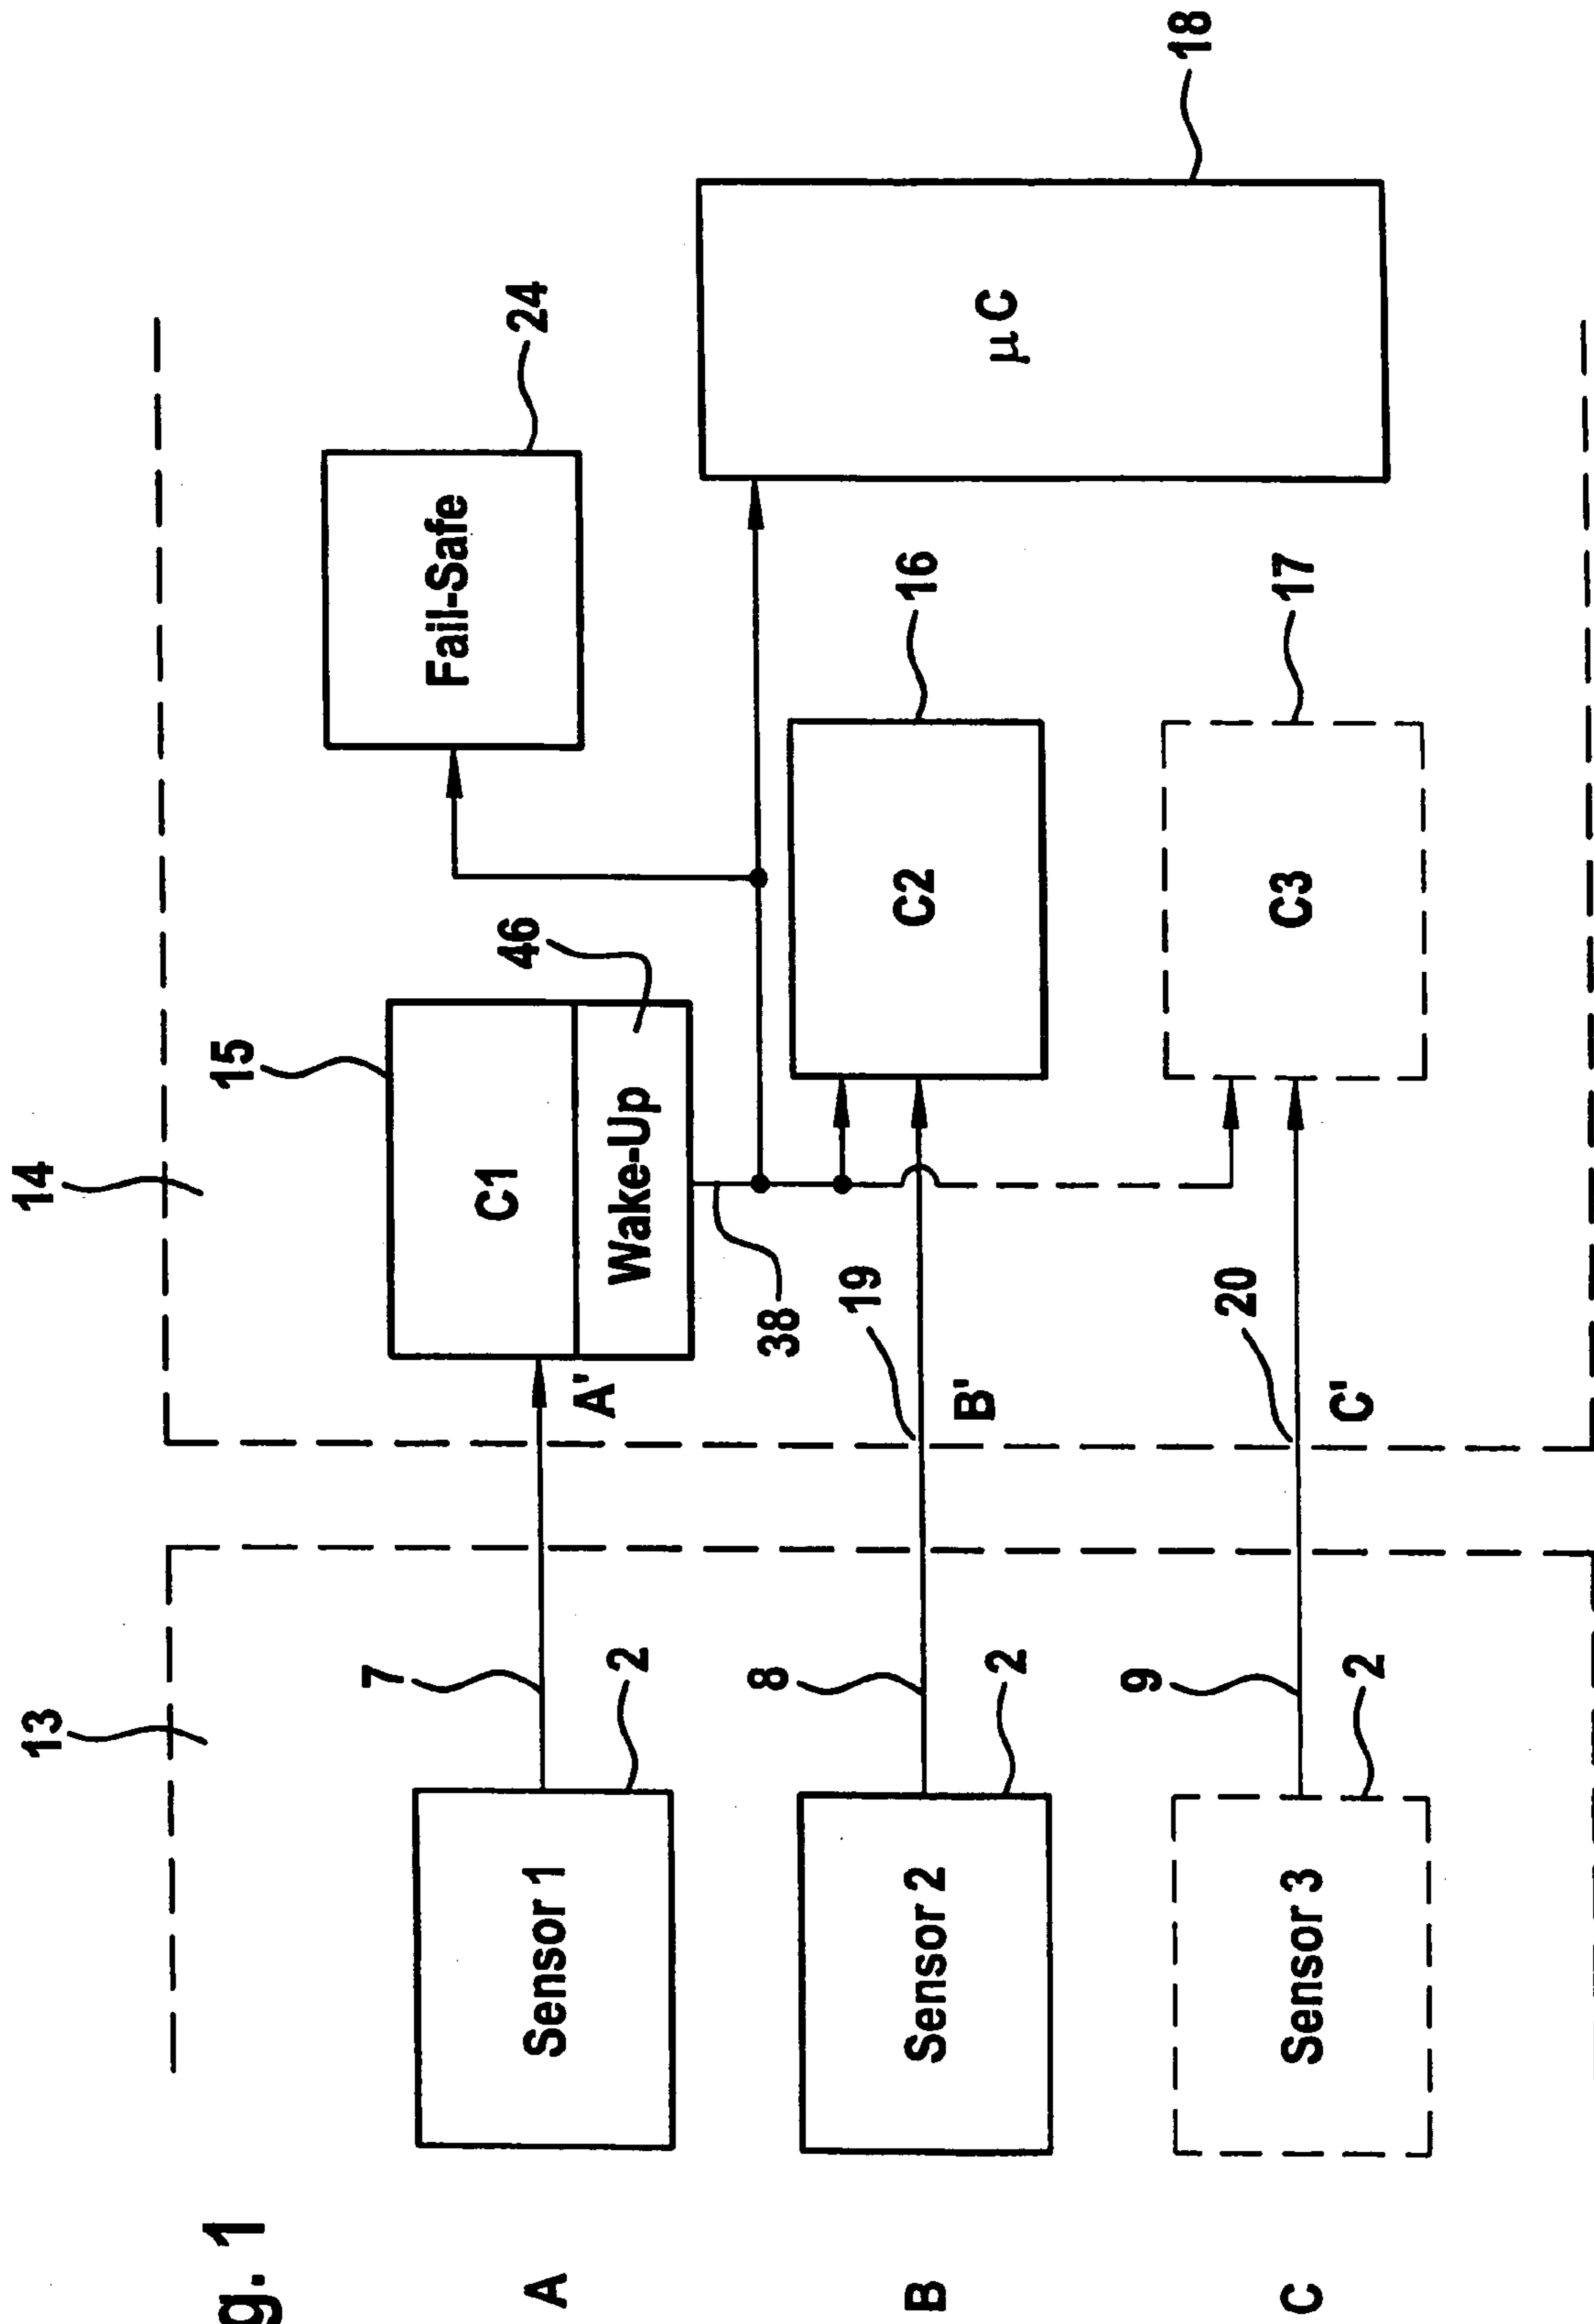 g. 1
13
14
A
Sensor 1
2
7
A'
C1
Wake-Up
15
46
38
Fail-Safe
24
B
Sensor 2
2
8
19
B'
C2
16
µ C
18
C
Sensor 3
2
9
20
C'
C3
17